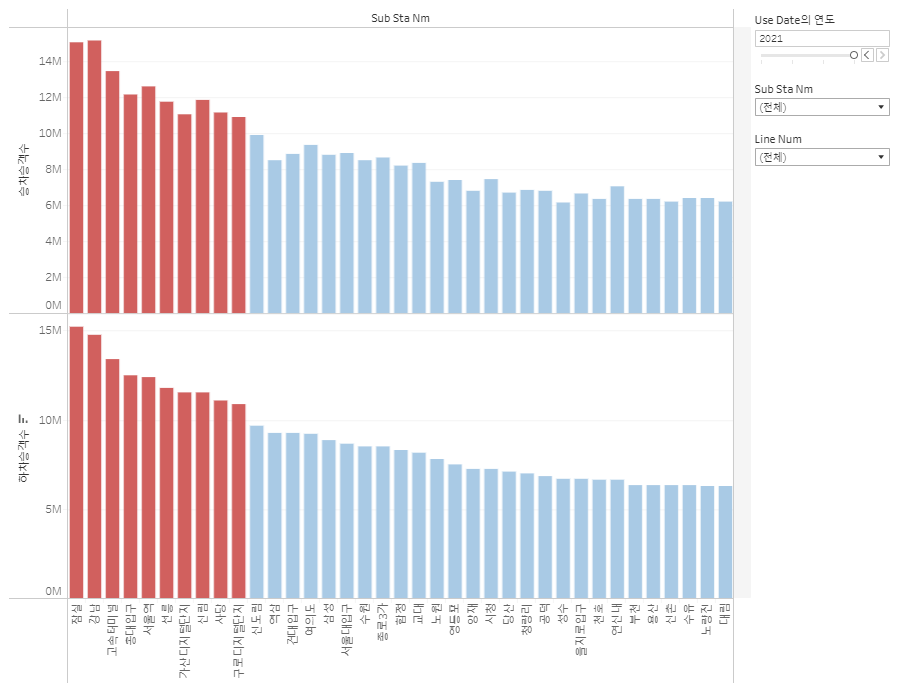 Sub Sta Nm
승차승객수
14M
12M
10M
8M
6M
4M
2M
0M
하차승객수
15M
10M
5M
0M
잠실
강남
고속터미널
홍대입구
서울역
선릉
가산디지털단지
신림
사당
구로디지털단지
신도림
역삼
건대입구
여의도
삼성
서울대입구
수원
종로3가
합정
교대
노원
영등포
양재
시청
당산
청량리
공덕
성수
을지로입구
천호
연신내
부천
용산
신촌
수유
노량진
대림
Use Date의 연도
2021
Sub Sta Nm
(전체)
Line Num
(전체)